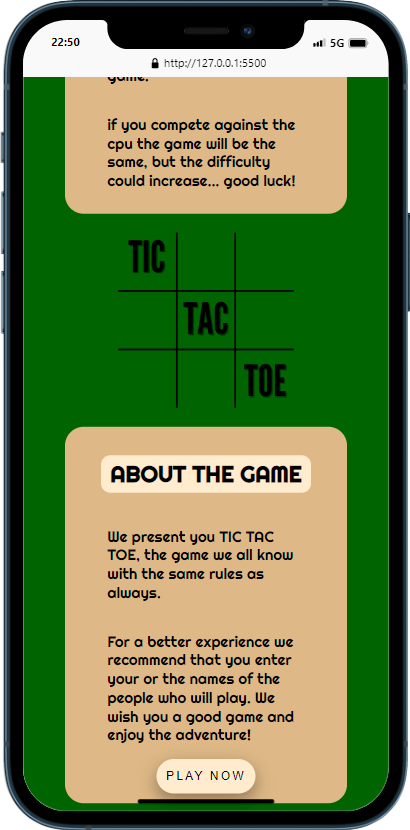 22:50
5G
http://127.0.0.1:5500
game.
if you compete against the
cpu the game will be the
same, but the difficulty
could increase... good luck!
TIC
TAC
TOE
ABOUT THE GAME
We present you TIC TAC
TOE, the game we all know
with the same rules as
always.
For a better experience we
recommend that you enter
your or the names of the
people who will play. We
wish you a good game and
enjoy the adventure!
PLAY NOW